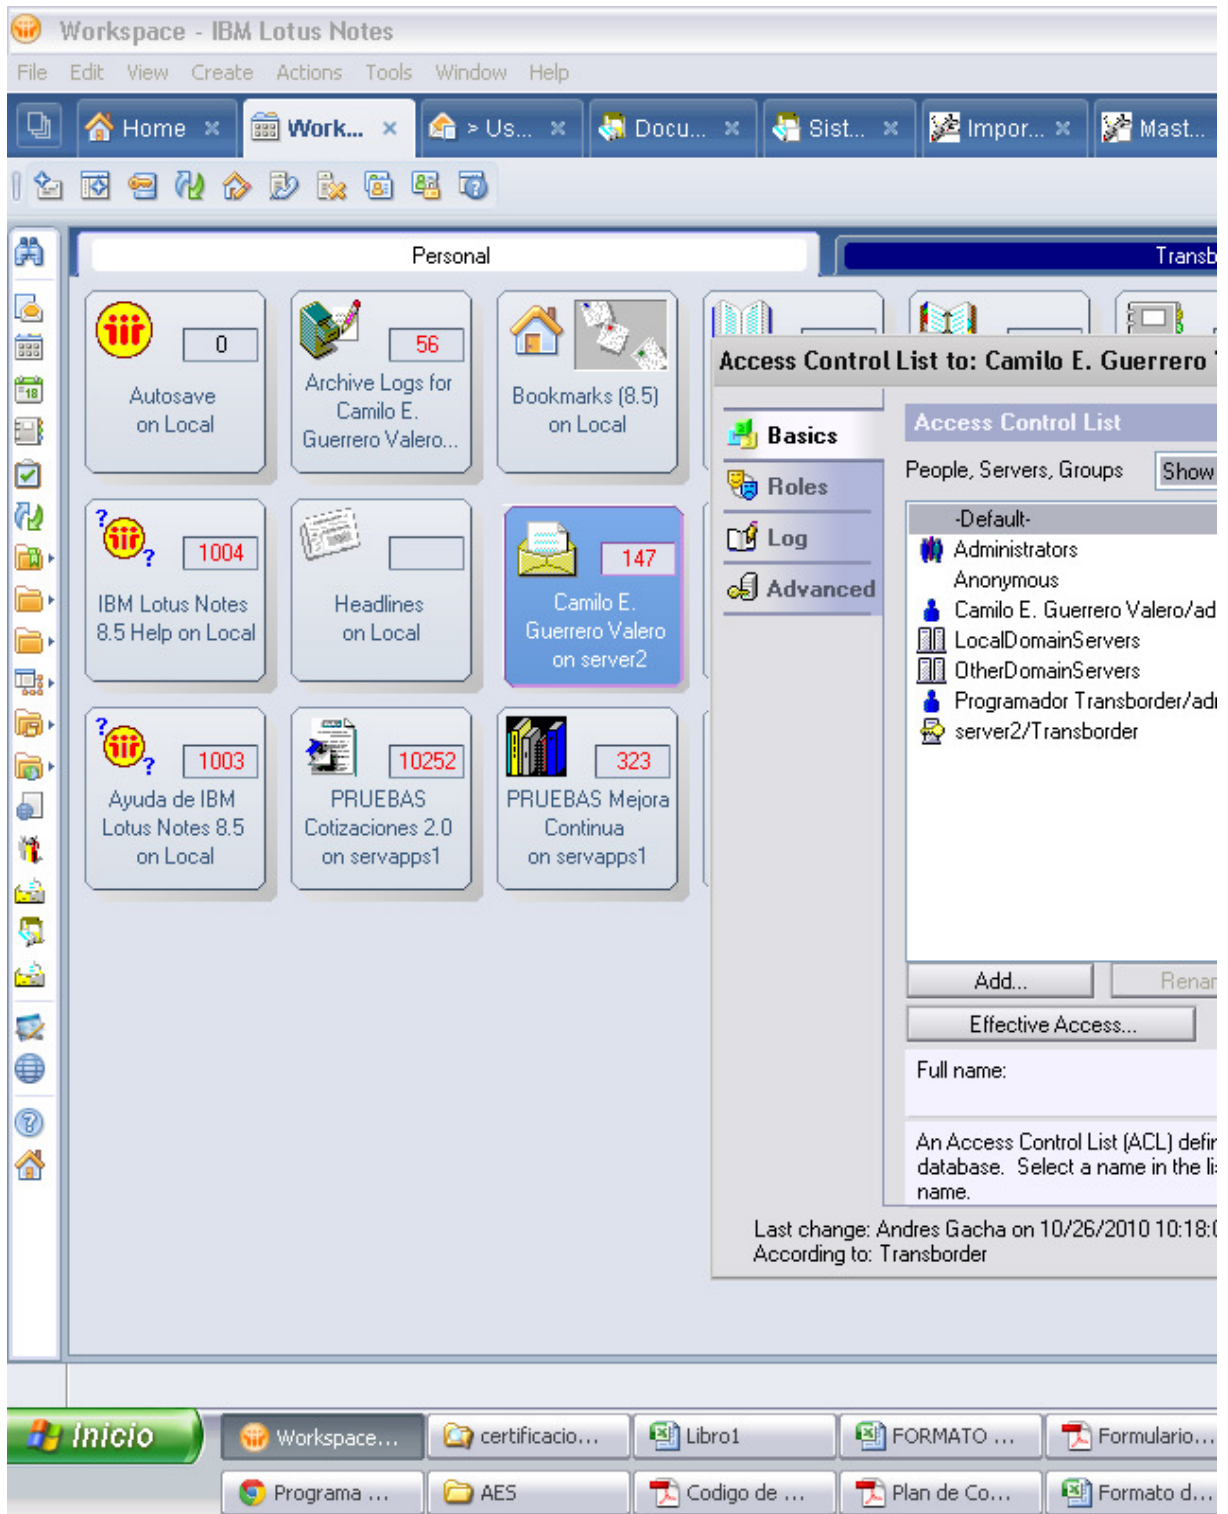 Workspace - IBM Lotus Notes
File Edit View Create Actions Tools Window Help
Home Work... > Us... Docu... Sist... Impor... Mast...
Personal
Transb
0
Autosave
on Local
56
Archive Logs for
Camilo E.
Guerrero Valero...
Bookmarks (8.5)
on Local
1004
IBM Lotus Notes
8.5 Help on Local
Headlines
on Local
147
Camilo E.
Guerrero Valero
on server2
1003
Ayuda de IBM
Lotus Notes 8.5
on Local
10252
PRUEBAS
Cotizaciones 2.0
on servapps1
323
PRUEBAS Mejora
Continua
on servapps1
Access Control List to: Camilo E. Guerrero
Basics
Roles
Log
Advanced
Access Control List
People, Servers, Groups Show
-Default-
Administrators
Anonymous
Camilo E. Guerrero Valero/ad
LocalDomainServers
OtherDomainServers
Programador Transborder/adr
server2/Transborder
Add... Renar
Effective Access...
Full name:
An Access Control List (ACL) defir
database. Select a name in the li
name.
Last change: Andres Gacha on 10/26/2010 10:18:0
According to: Transborder
Inicio Workspace... certificacio... Libro1 FORMATO ... Formulario...
Programa ... AES Codigo de ... Plan de Co... Formato d...